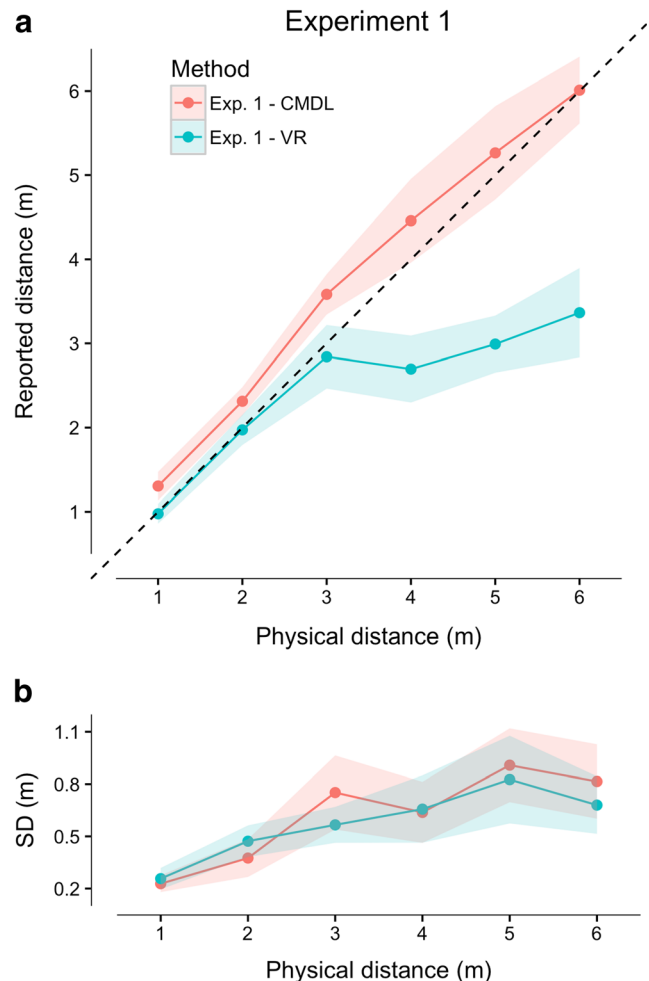 a
Experiment 1
Method
Exp. 1 - CMDL
Exp. 1 - VR
Reported distance (m)
6
5
4
3
2
1
1 2 3 4 5 6
Physical distance (m)
b
SD (m)
1.1
0.8
0.5
0.2
1 2 3 4 5 6
Physical distance (m)